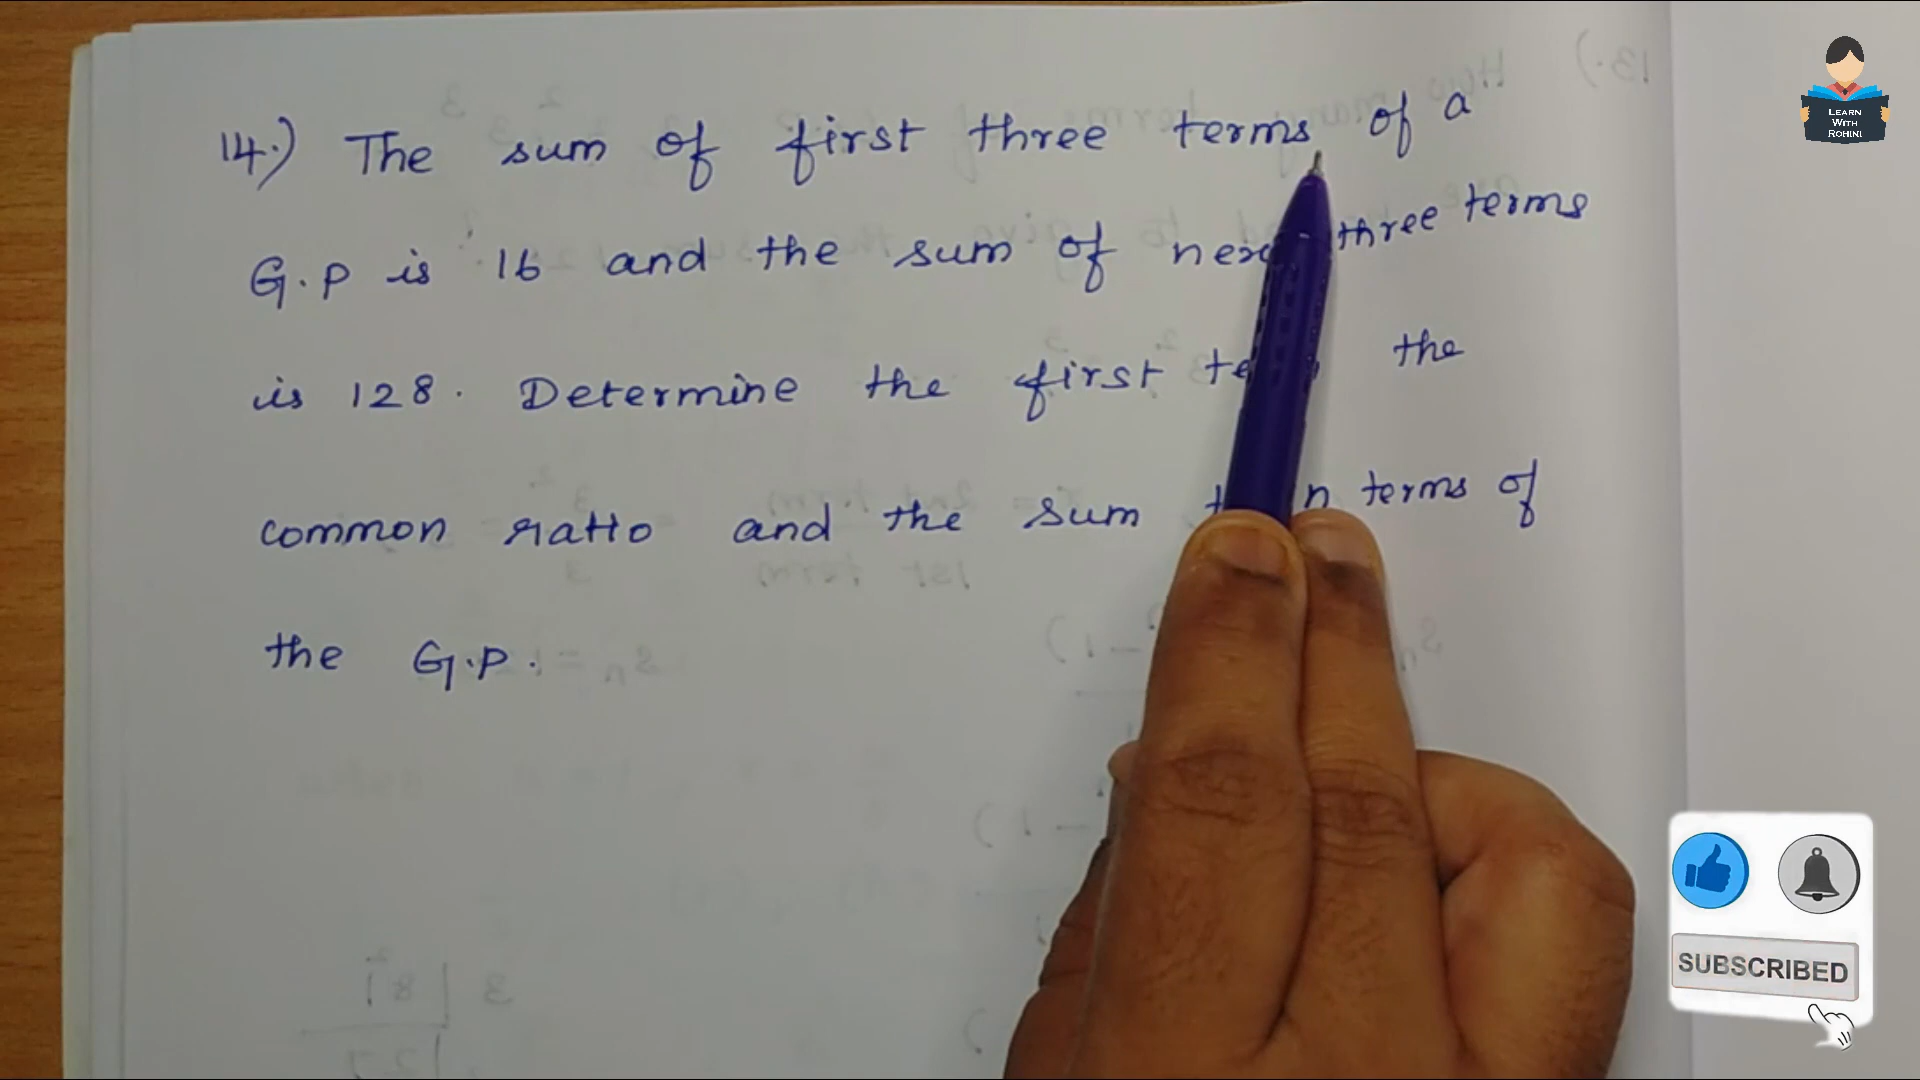 14.) The sum of first three terms of a
G.P is 16 and the sum of three terms
is 128. Determine the first the
common ratio and the sum n terms of
the G.P.
LEARN
WITH
ROHINI
SUBSCRIBED